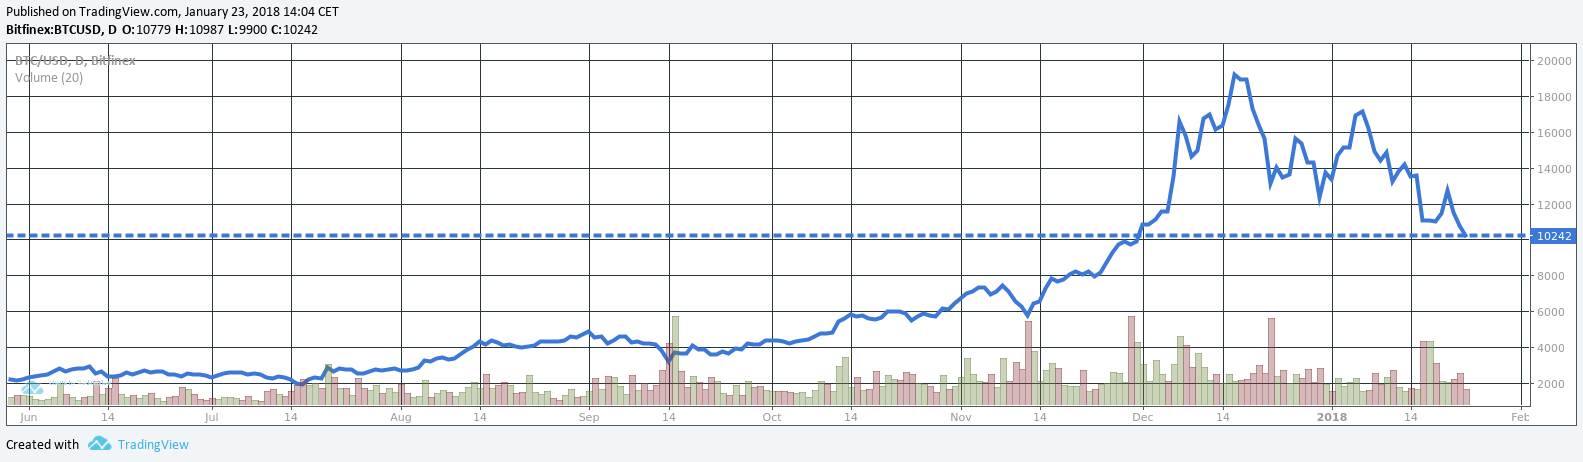 Published on TradingView.com, January 23, 2018 14:04 CET
Bitfinex:BTCUSD, D O:10779 H:10987 L:9900 C:10242
BTC/USD, D, Bitfinex
Volume (20)
20000
18000
16000
14000
12000
10242
8000
6000
4000
2000
Jun 14 Jul 14 Aug 14 Sep 14 Oct 14 Nov 14 Dec 14 2018 14 Feb
Created with TradingView